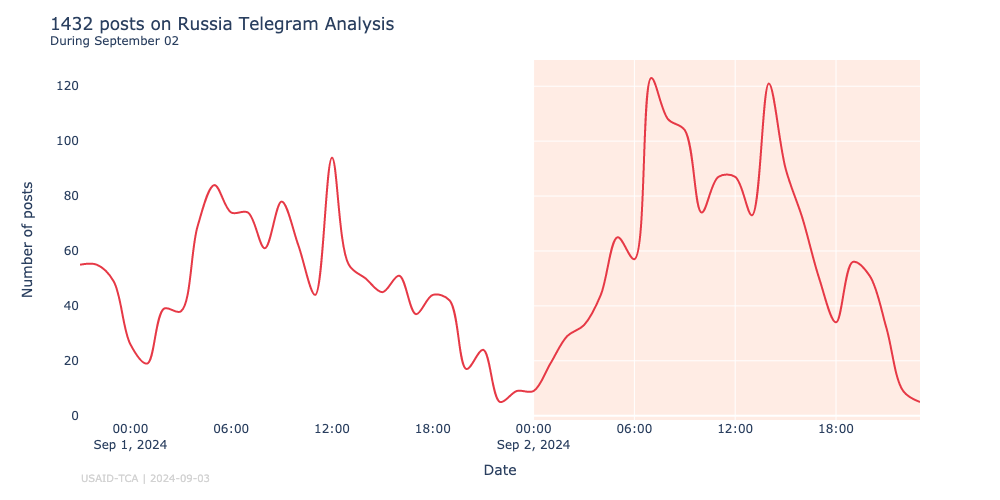 1432 posts on Russia Telegram Analysis
During September 02
Number of posts
120
100
80
60
40
20
0
00:00 06:00 12:00 18:00 00:00 06:00 12:00 18:00
Sep 1, 2024 Sep 2, 2024
Date
USAID-TCA | 2024-09-03